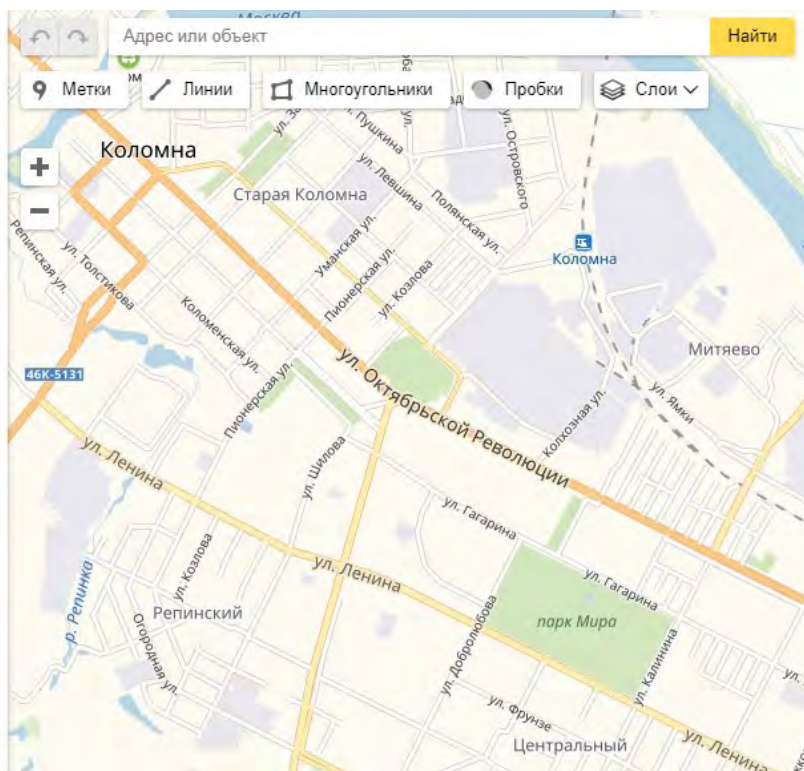 Москва
Адрес или объект
Найти
Метки
Линии
Многоугольники
Пробки
Слои
ул. Пушкина
ул. Островского
Коломна
ул. Левшина
Старая Коломна
Полянская ул.
Репинская ул.
ул. Толстикова
Уманская ул.
Пионерская ул.
ул. Козлова
Коломна
Коломенская ул.
Митяево
46К-5131
ул. Октябрьской Революции
Пионерская ул.
ул. Ямки
Колхозная ул.
ул. Ленина
ул. Шилова
ул. Гагарина
ул. Ленина
ул. Козлова
р. Репинка
ул. Гагарина
Репинский
парк Мира
Огородная ул.
ул. Добролюбова
ул. Калинина
ул. Фрунзе
Центральный
ул. Ленина